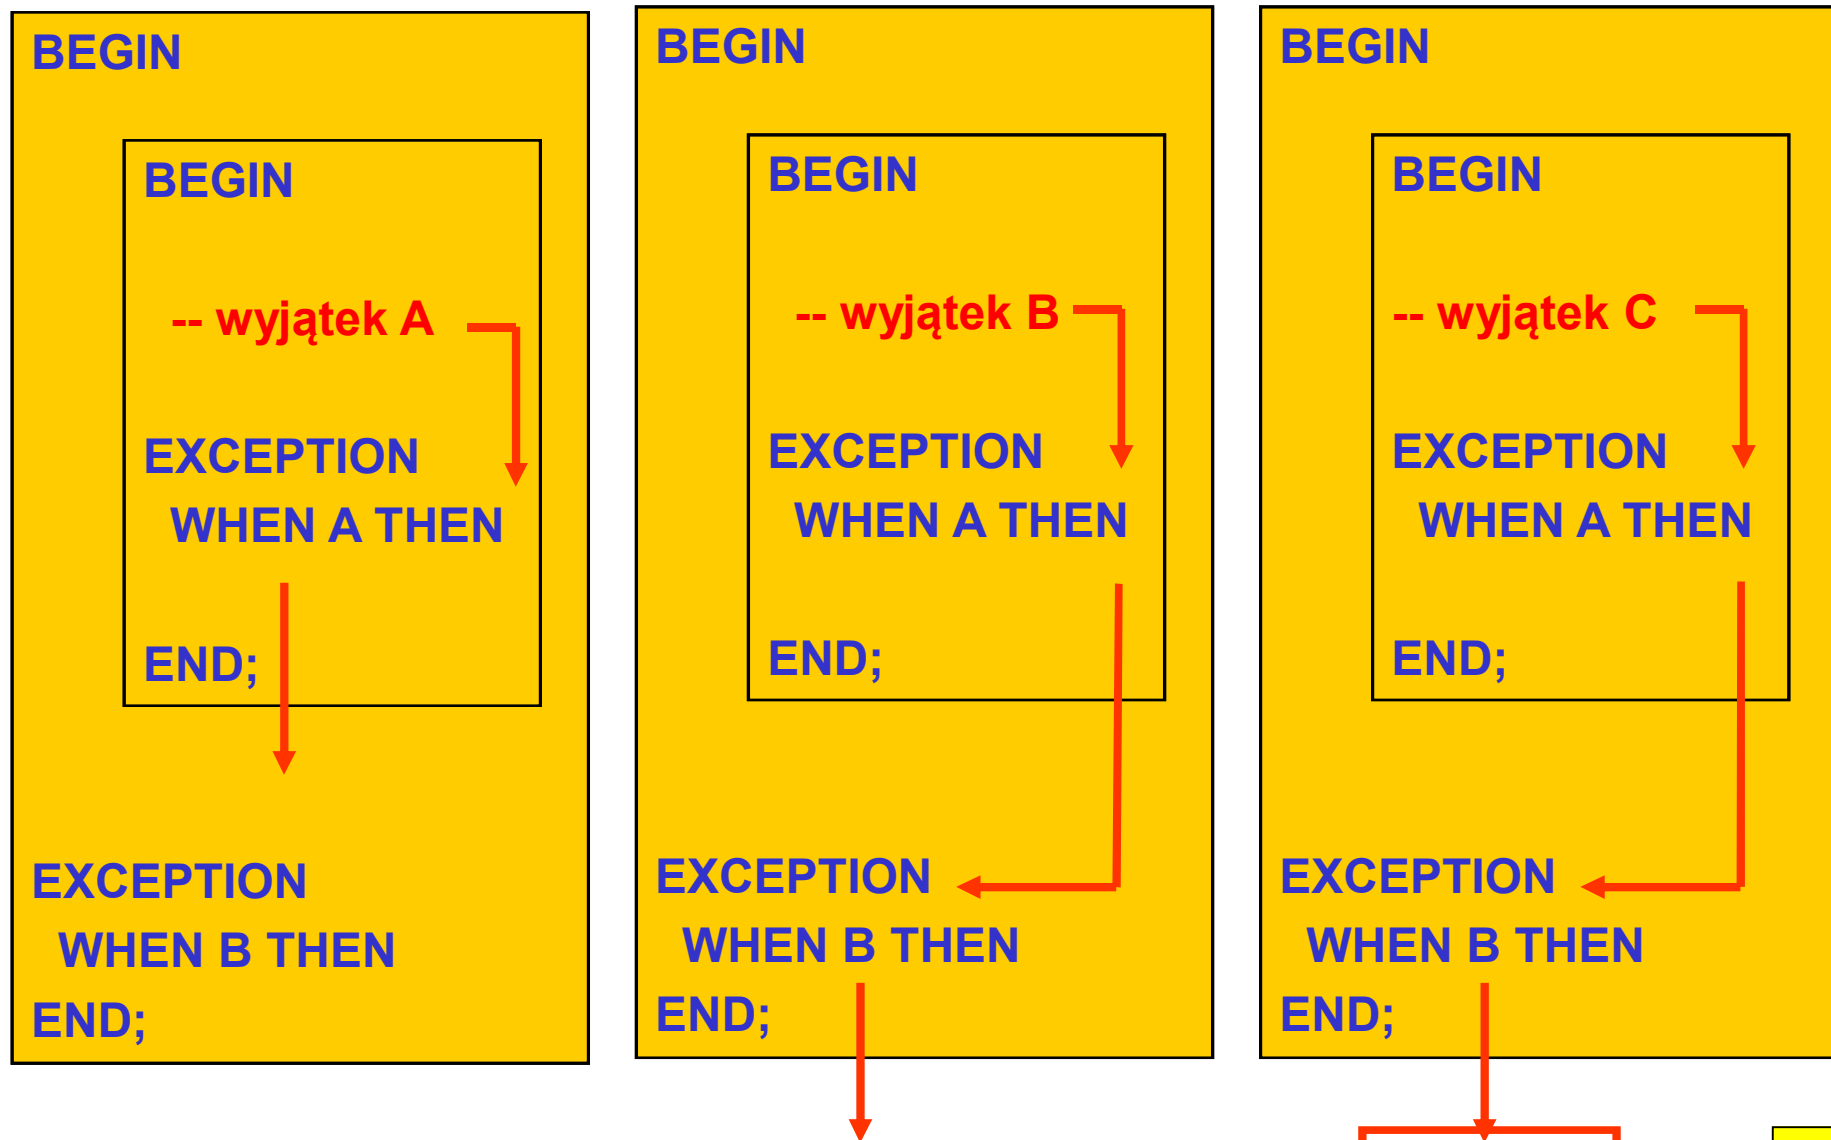 BEGIN
BEGIN
-- wyjątek A
EXCEPTION
WHEN A THEN
END;
EXCEPTION
WHEN B THEN
END;
BEGIN
BEGIN
-- wyjątek B
EXCEPTION
WHEN A THEN
END;
EXCEPTION
WHEN B THEN
END;
BEGIN
BEGIN
-- wyjątek C
EXCEPTION
WHEN A THEN
END;
EXCEPTION
WHEN B THEN
END;